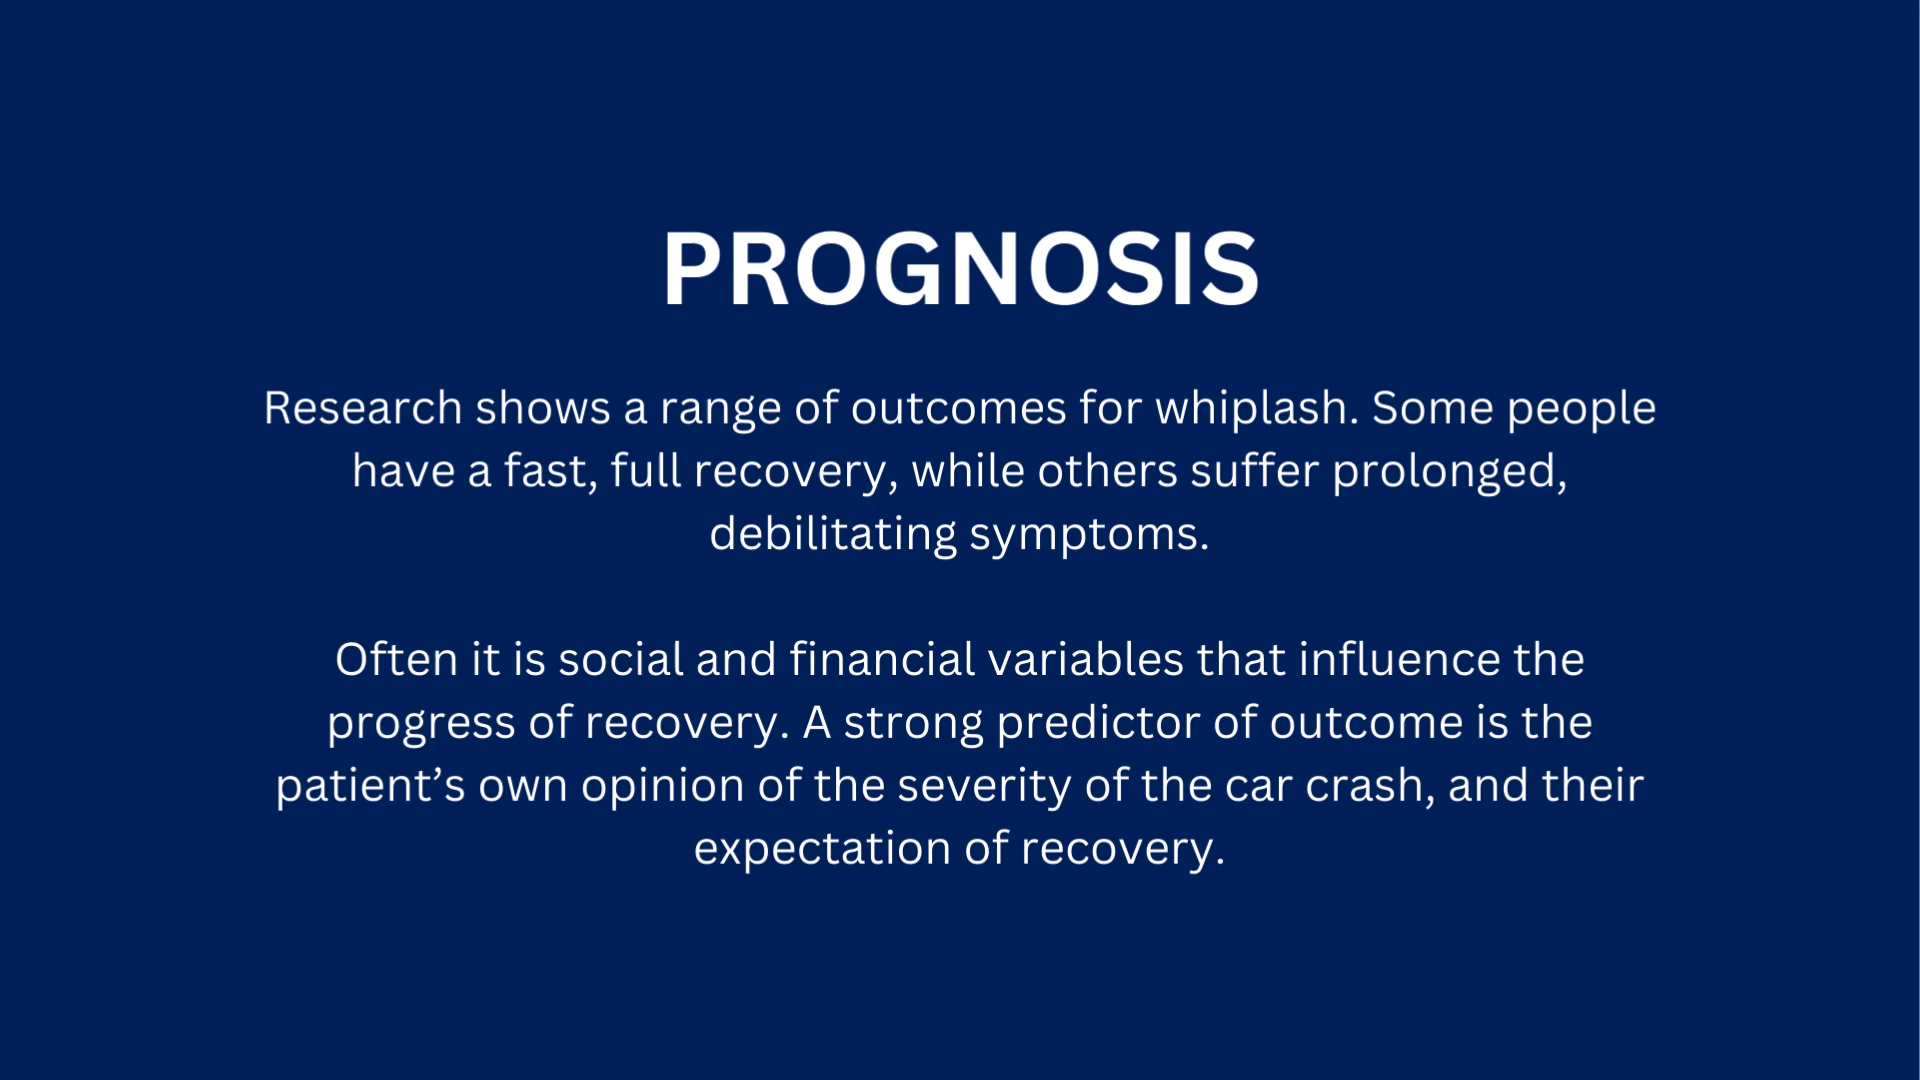 PROGNOSIS
Research shows a range of outcomes for whiplash. Some people
have a fast, full recovery, while others suffer prolonged,
debilitating symptoms.
Often it is social and financial variables that influence the
progress of recovery. A strong predictor of outcome is the
patient’s own opinion of the severity of the car crash, and their
expectation of recovery.